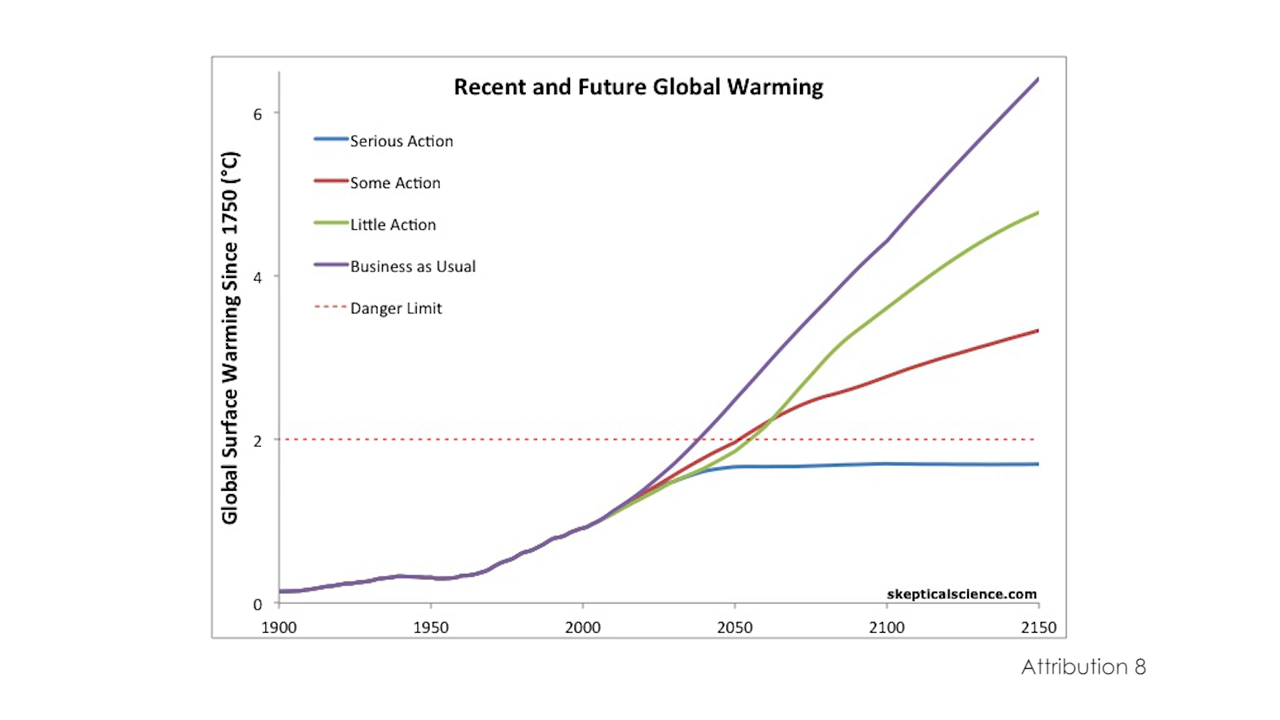 Recent and Future Global Warming
Global Surface Warming Since 1750 (°C)
6
4
2
0
Serious Action
Some Action
Little Action
Business as Usual
Danger Limit
skepticalscience.com
1900 1950 2000 2050 2100 2150
Attribution 8